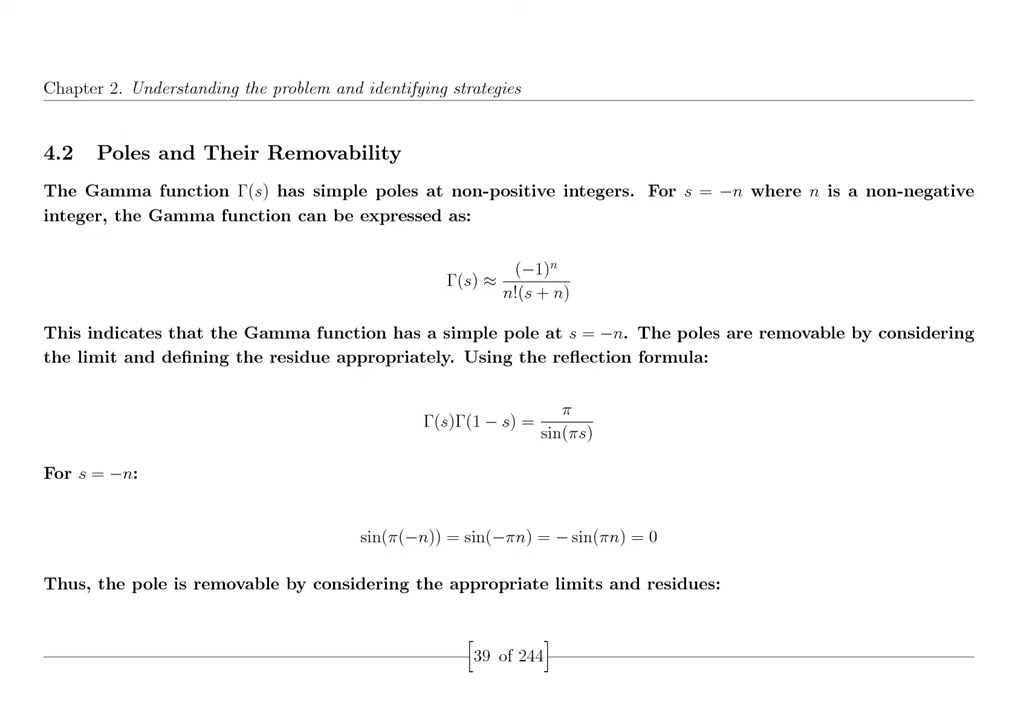 Chapter 2. Understanding the problem and identifying strategies
4.2 Poles and Their Removability
The Gamma function Γ(s) has simple poles at non-positive integers. For s = −n where n is a non-negative
integer, the Gamma function can be expressed as:
Γ(s) ≈ (−1)ⁿ / n!(s + n)
This indicates that the Gamma function has a simple pole at s = −n. The poles are removable by considering
the limit and defining the residue appropriately. Using the reflection formula:
Γ(s)Γ(1 − s) = π / sin(πs)
For s = −n:
sin(π(−n)) = sin(−πn) = − sin(πn) = 0
Thus, the pole is removable by considering the appropriate limits and residues:
[39 of 244]